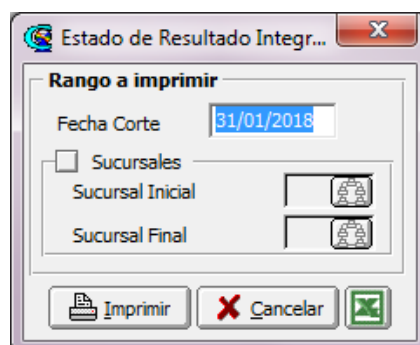 Estado de Resultado Integr...
Rango a imprimir
Fecha Corte 31/01/2018
Sucursales
Sucursal Inicial
Sucursal Final
Imprimir Cancelar